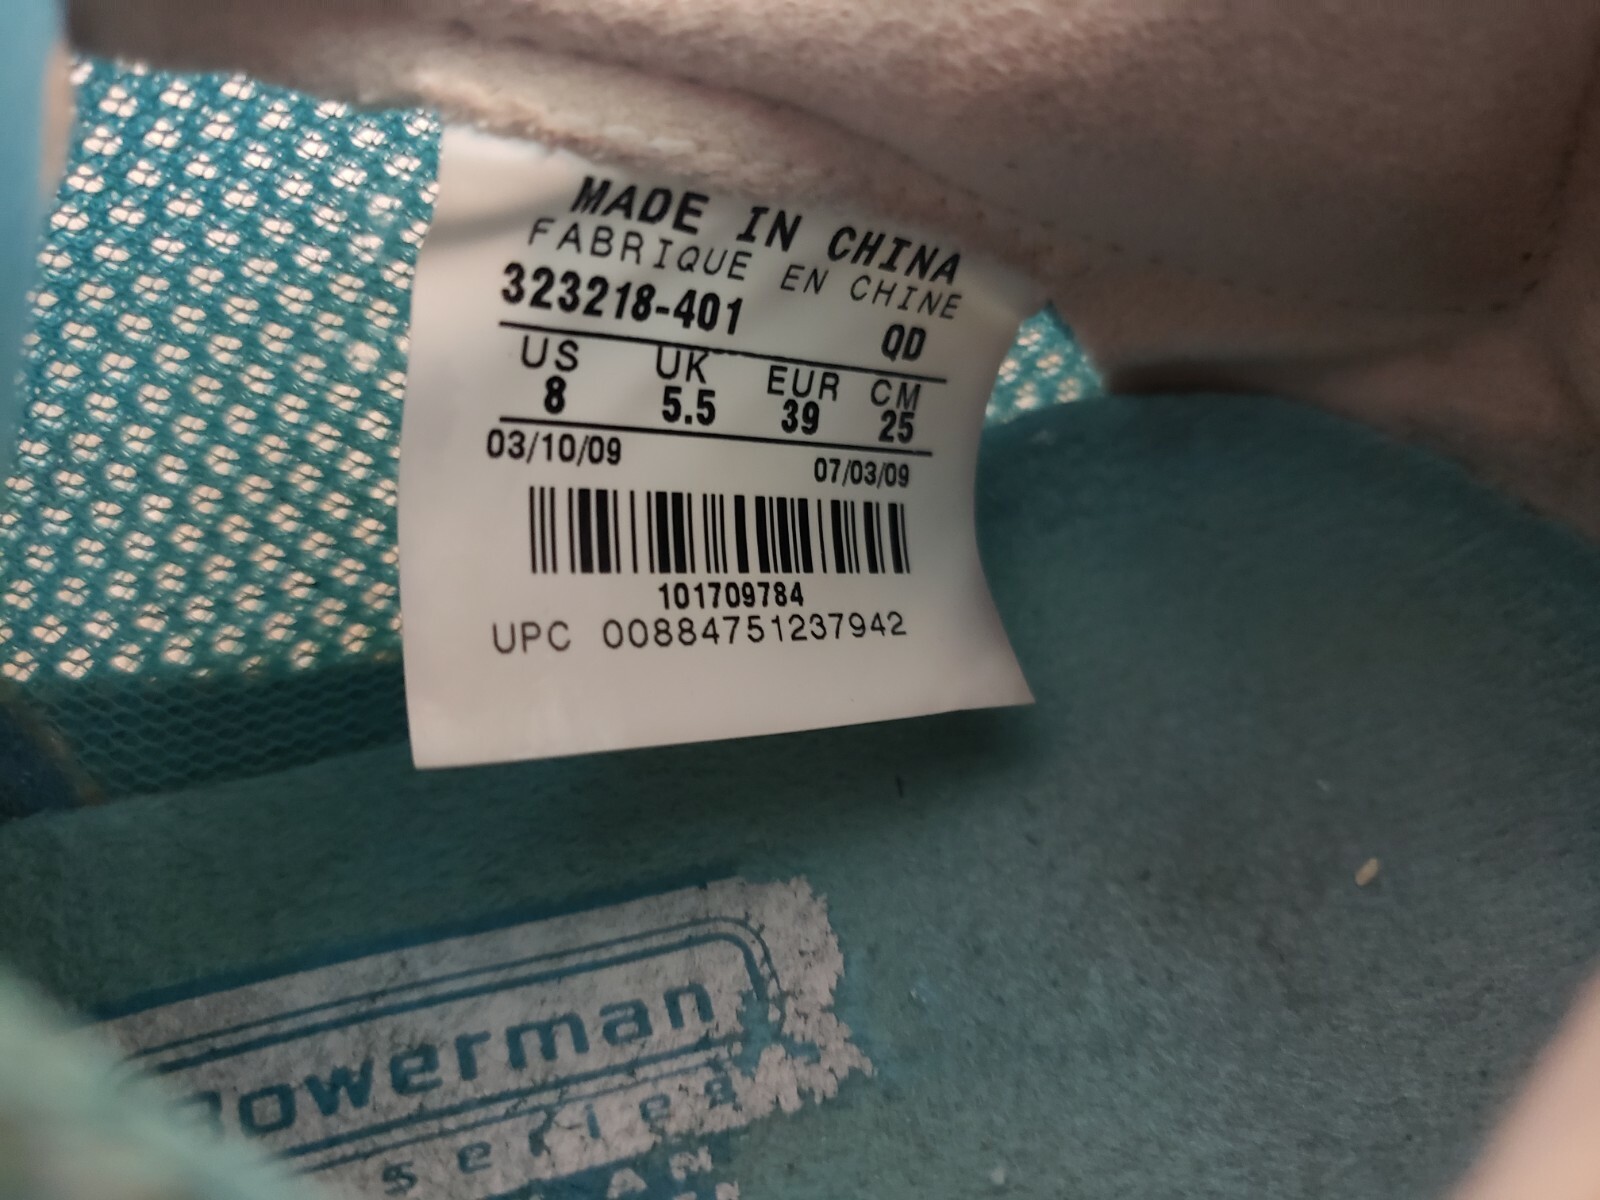 MADE IN CHINA
FABRIQUE EN CHINE
323218-401 QD
US UK EUR CM
8 5.5 39 25
03/10/09 07/03/09
101709784
UPC 00884751237942
Bowerman
series